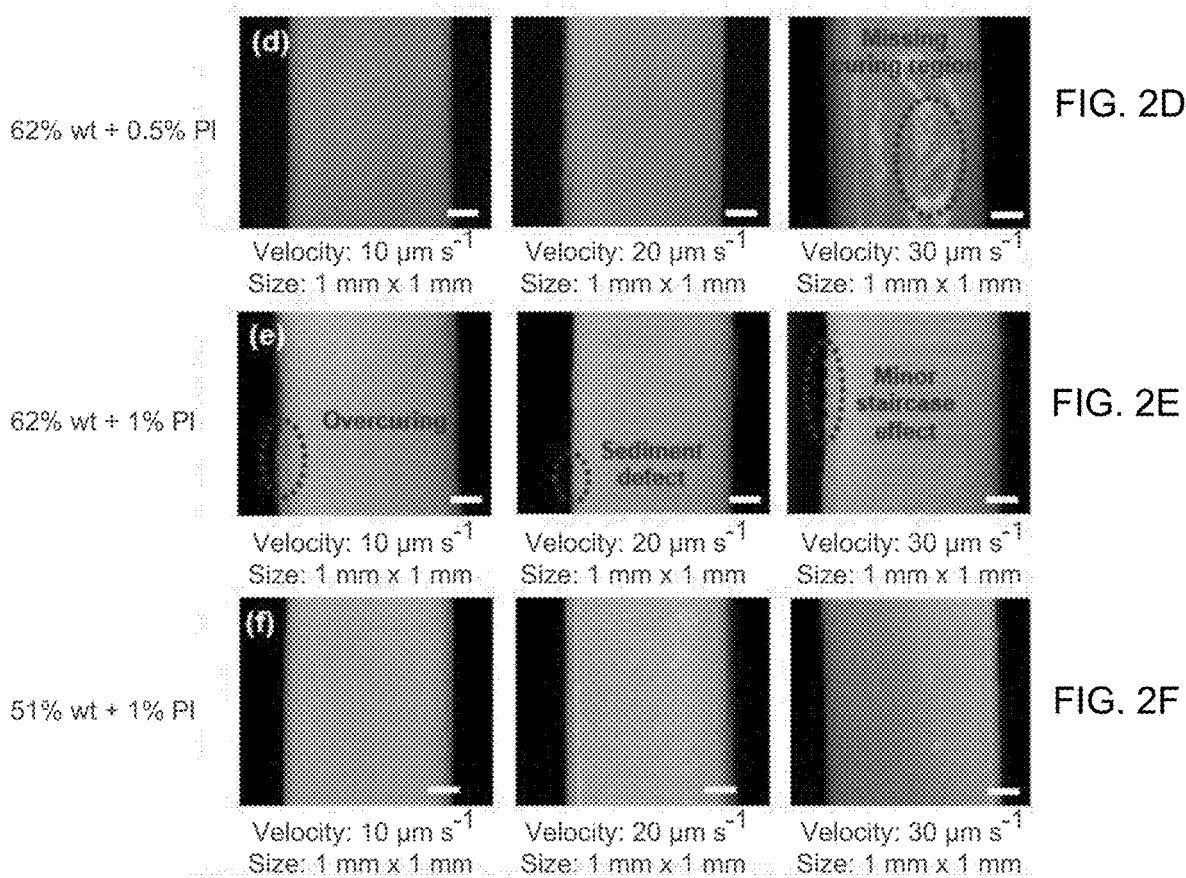 (d)
Missing
curing region
62% wt + 0.5% PI
FIG. 2D
Velocity: 10 µm s⁻¹
Size: 1 mm x 1 mm
Velocity: 20 µm s⁻¹
Size: 1 mm x 1 mm
Velocity: 30 µm s⁻¹
Size: 1 mm x 1 mm
(e)
62% wt + 1% PI
Overcuring
Sediment
defect
Minor
staircase
effect
FIG. 2E
Velocity: 10 µm s⁻¹
Size: 1 mm x 1 mm
Velocity: 20 µm s⁻¹
Size: 1 mm x 1 mm
Velocity: 30 µm s⁻¹
Size: 1 mm x 1 mm
(f)
51% wt + 1% PI
FIG. 2F
Velocity: 10 µm s⁻¹
Size: 1 mm x 1 mm
Velocity: 20 µm s⁻¹
Size: 1 mm x 1 mm
Velocity: 30 µm s⁻¹
Size: 1 mm x 1 mm